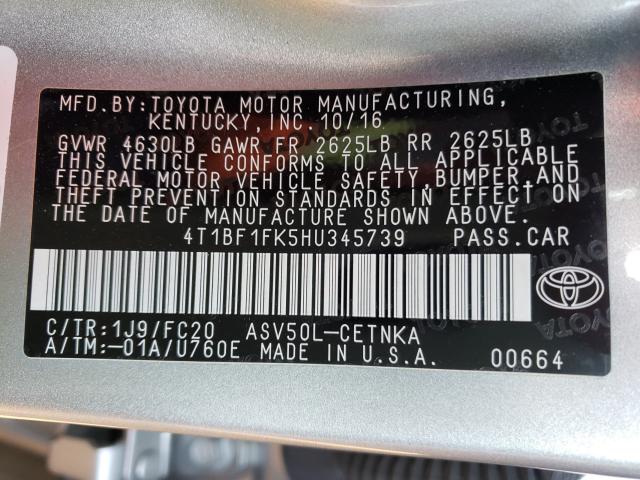 MFD.BY:TOYOTA MOTOR MANUFACTURING,
KENTUCKY,INC. 10/16
GVWR 4630LB GAWR FR 2625LB RR 2625LB
THIS VEHICLE CONFORMS TO ALL APPLICABLE
FEDERAL MOTOR VEHICLE SAFETY,BUMPER,AND
THEFT PREVENTION STANDARDS IN EFFECT ON
THE DATE OF MANUFACTURE SHOWN ABOVE.
4T1BF1FK5HU345739 PASS.CAR
C/TR:1J9/FC20 ASV50L-CETNKA
A/TM:-01A/U760E MADE IN U.S.A. 00664